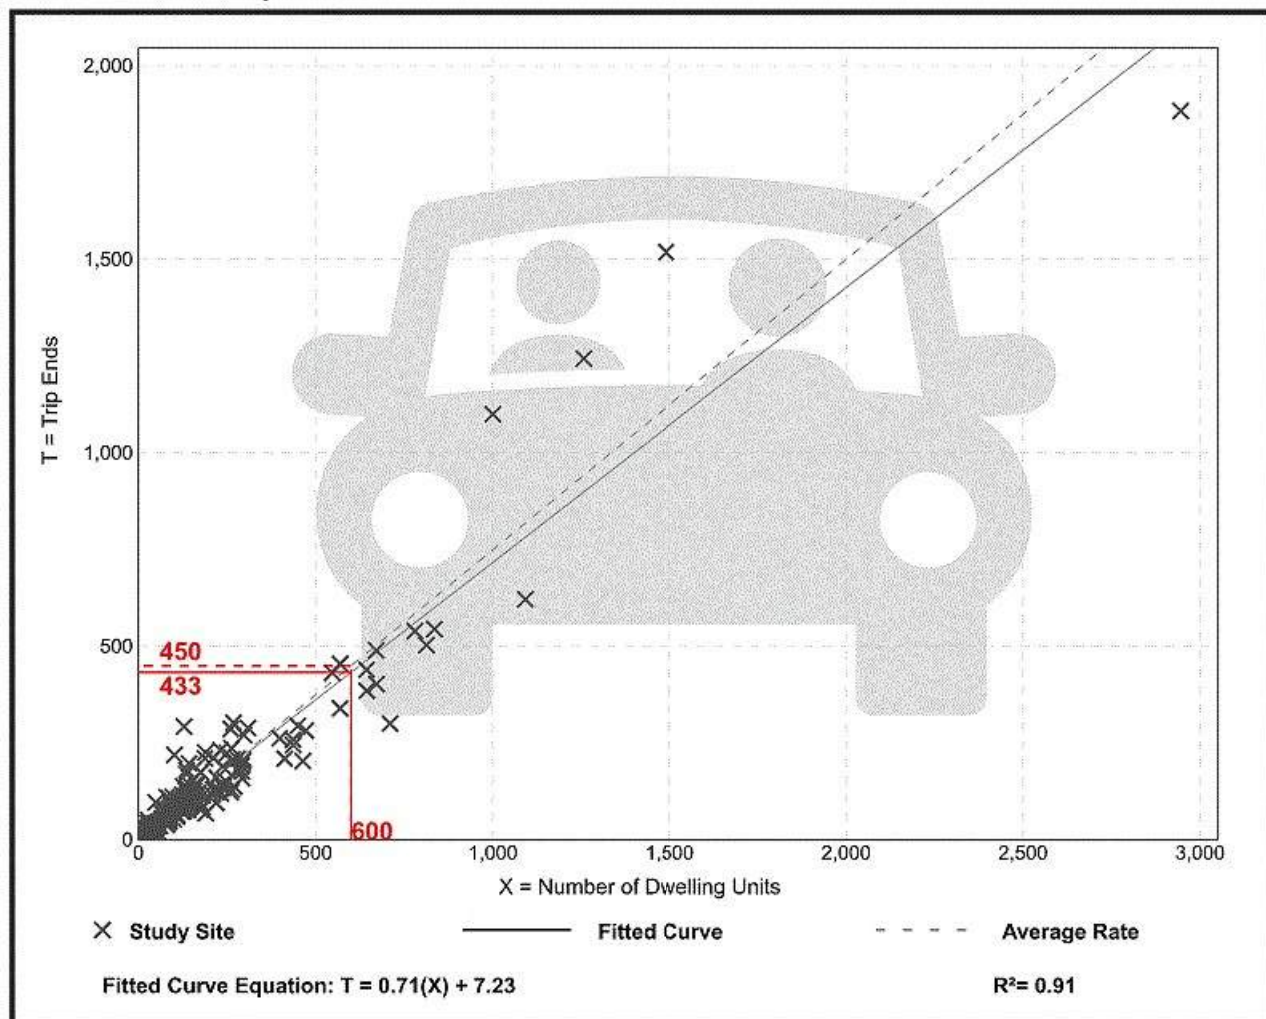 2,000
1,500
1,000
500
0
T = Trip Ends
450
433
600
0 500 1,000 1,500 2,000 2,500 3,000
X = Number of Dwelling Units
Study Site Fitted Curve Average Rate
Fitted Curve Equation: T = 0.71(X) + 7.23 R²= 0.91